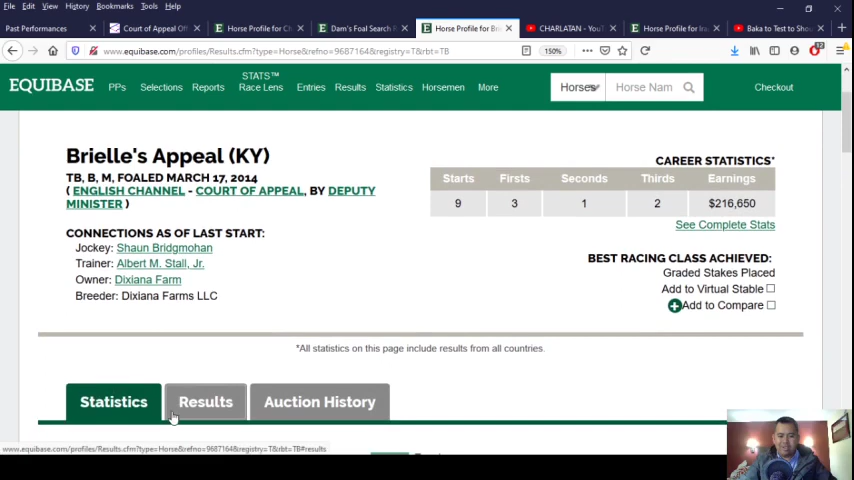 File Edit View History Bookmarks Tools Help
Past Performances
Court of Appeal Off
Horse Profile for Ch
Dam's Foal Search R
Horse Profile for Bri
CHARLATAN - YouT
Horse Profile for Iraq
Baka to Test to Shou
www.equibase.com/profiles/Results.cfm?type=Horse&refno=9687164&registry=T&rbt=TB
150%
EQUIBASE
PPs
Selections
Reports
STATS™
Race Lens
Entries
Results
Statistics
Horsemen
More
Horses
Horse Nam
Checkout
Brielle's Appeal (KY)
TB, B, M, FOALED MARCH 17, 2014
( ENGLISH CHANNEL - COURT OF APPEAL, BY DEPUTY
MINISTER )
CONNECTIONS AS OF LAST START:
Jockey: Shaun Bridgmohan
Trainer: Albert M. Stall, Jr.
Owner: Dixiana Farm
Breeder: Dixiana Farms LLC
CAREER STATISTICS*
Starts Firsts Seconds Thirds Earnings
9 3 1 2 $216,650
See Complete Stats
BEST RACING CLASS ACHIEVED:
Graded Stakes Placed
Add to Virtual Stable
Add to Compare
*All statistics on this page include results from all countries.
Statistics
Results
Auction History
www.equibase.com/profiles/Results.cfm?type=Horse&refno=9687164&registry=T&rbt=TB#results